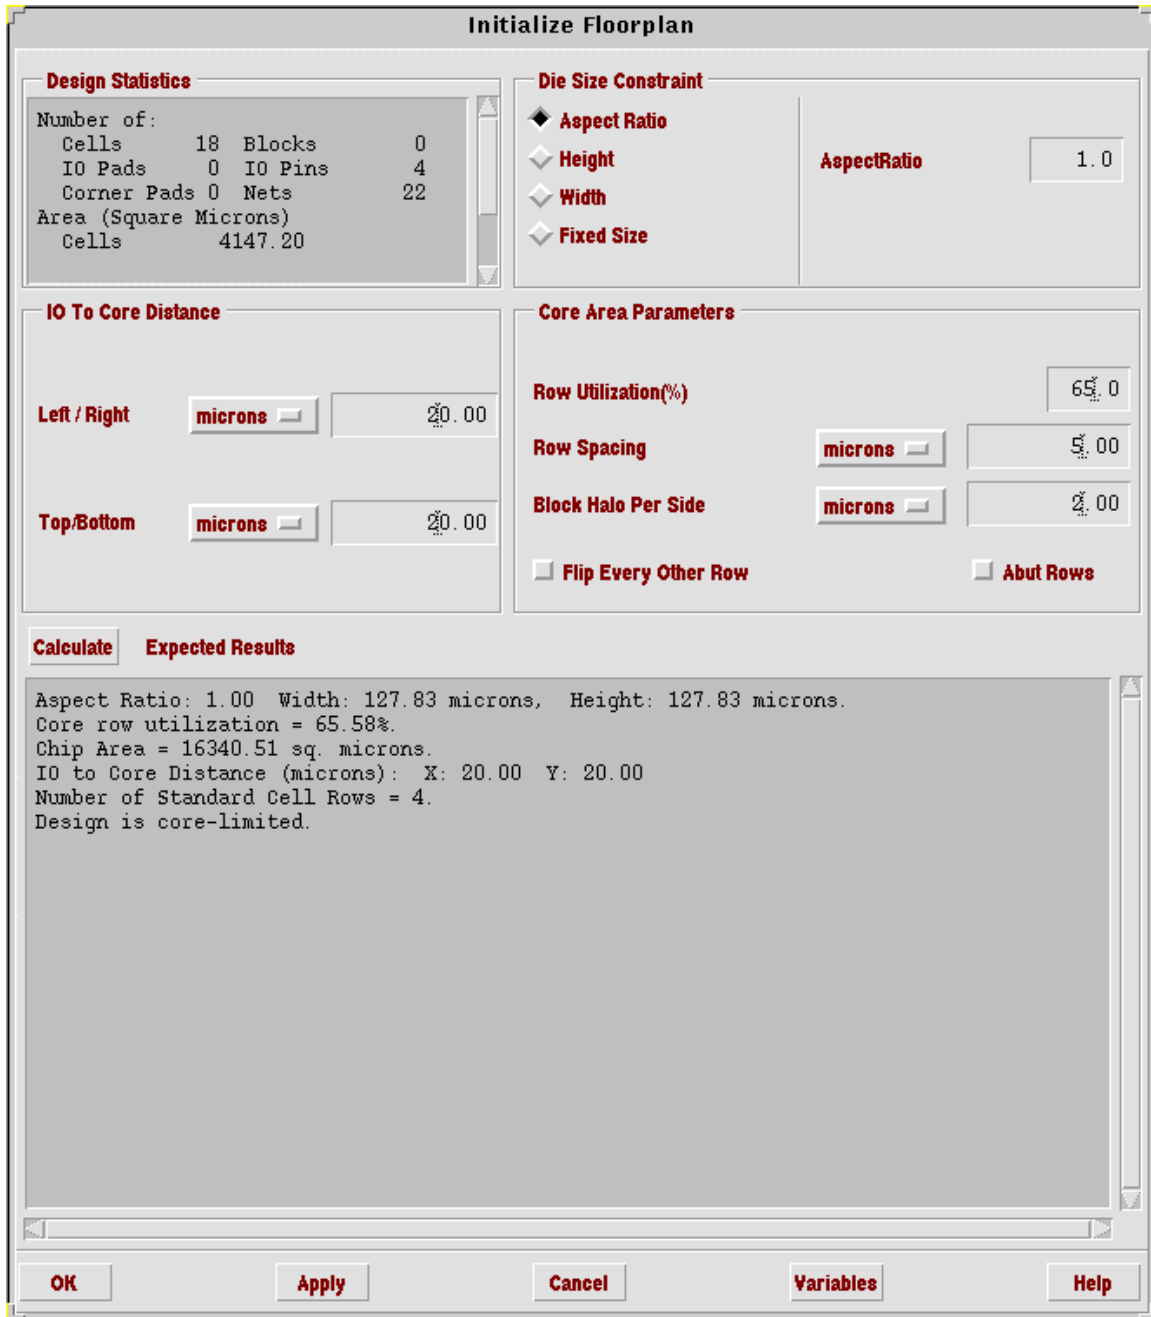 Initialize Floorplan
Design Statistics
Number of:
Cells 18 Blocks 0
IO Pads 0 IO Pins 4
Corner Pads 0 Nets 22
Area (Square Microns)
Cells 4147.20
Die Size Constraint
Aspect Ratio
Height
Width
Fixed Size
AspectRatio 1.0
IO To Core Distance
Left / Right microns 20.00
Top/Bottom microns 20.00
Core Area Parameters
Row Utilization(%) 65.0
Row Spacing microns 5.00
Block Halo Per Side microns 2.00
Flip Every Other Row Abut Rows
Calculate Expected Results
Aspect Ratio: 1.00 Width: 127.83 microns, Height: 127.83 microns.
Core row utilization = 65.58%.
Chip Area = 16340.51 sq. microns.
IO to Core Distance (microns): X: 20.00 Y: 20.00
Number of Standard Cell Rows = 4.
Design is core-limited.
OK Apply Cancel Variables Help